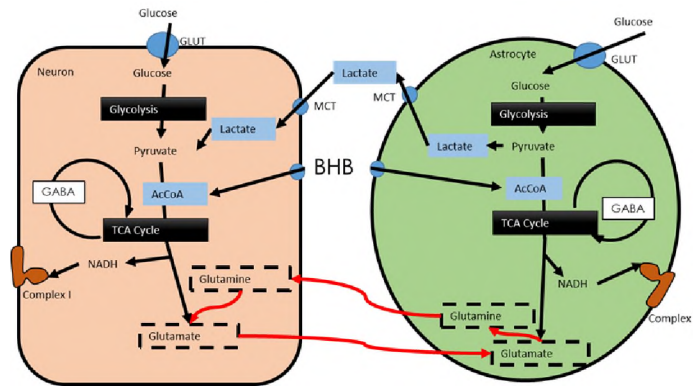 Glucose
GLUT
Neuron
Glucose
Glycolysis
Lactate
Pyruvate
GABA
AcCoA
TCA Cycle
NADH
Complex I
Glutamine
Glutamate
Lactate
MCT
MCT
BHB
Glucose
GLUT
Astrocyte
Glucose
Glycolysis
Lactate
Pyruvate
AcCoA
GABA
TCA Cycle
NADH
Complex
Glutamine
Glutamate